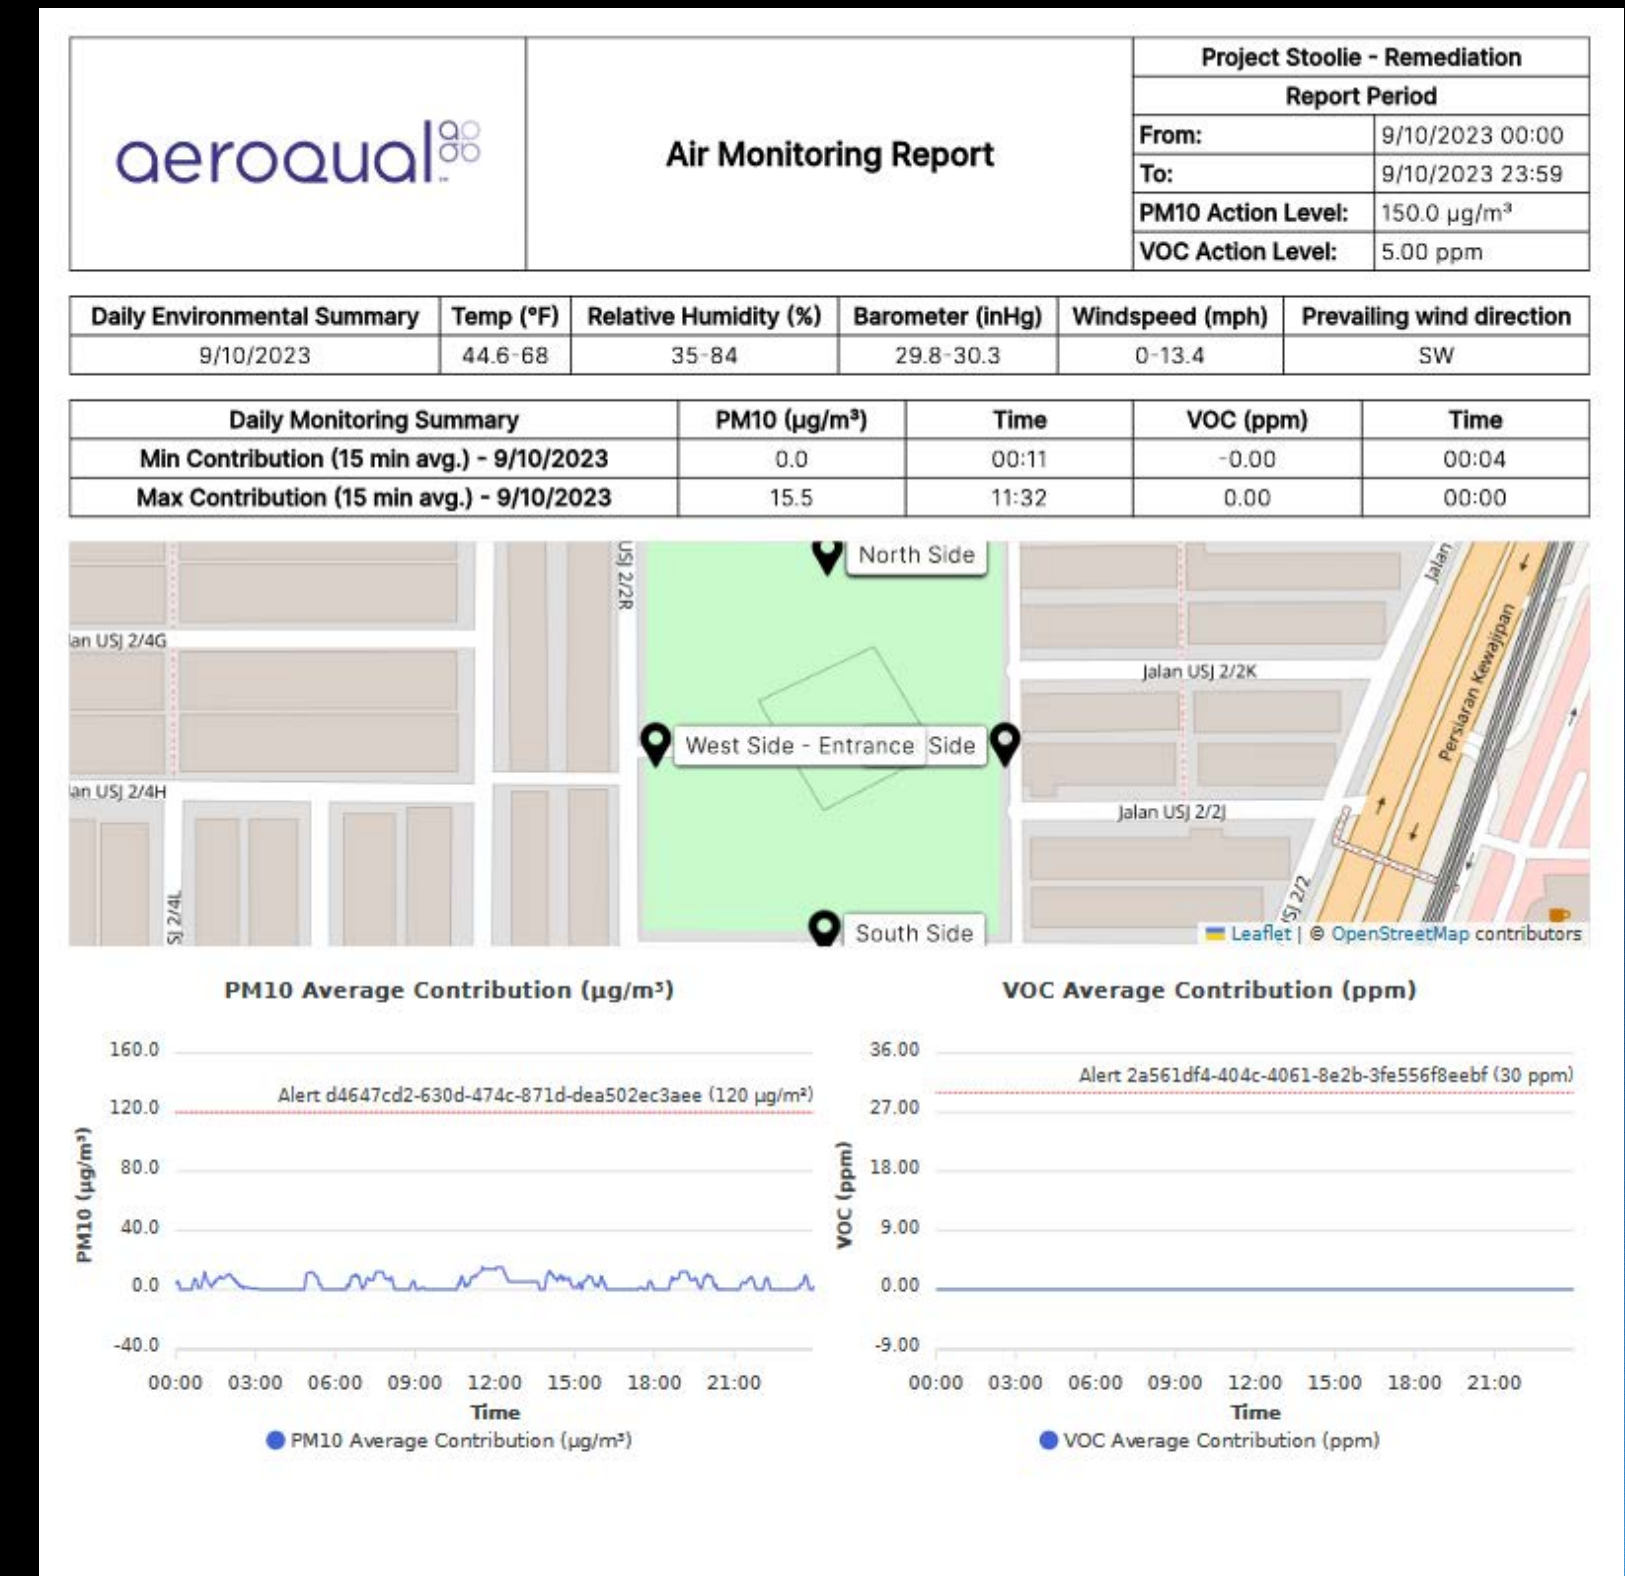 aeroqual
Air Monitoring Report
Project Stoolie - Remediation
Report Period
From: 9/10/2023 00:00
To: 9/10/2023 23:59
PM10 Action Level: 150.0 µg/m³
VOC Action Level: 5.00 ppm
Daily Environmental Summary Temp (°F) Relative Humidity (%) Barometer (inHg) Windspeed (mph) Prevailing wind direction
9/10/2023 44.6-68 35-84 29.8-30.3 0-13.4 SW
Daily Monitoring Summary PM10 (µg/m³) Time VOC (ppm) Time
Min Contribution (15 min avg.) - 9/10/2023 0.0 00:11 -0.00 00:04
Max Contribution (15 min avg.) - 9/10/2023 15.5 11:32 0.00 00:00
North Side
USJ 2/2R
Jalan
an USJ 2/4G
Jalan USJ 2/2K
Persiaran Kewajipan
West Side - Entrance Side
an USJ 2/4H
Jalan USJ 2/2J
SJ 2/4L
South Side
JSJ 2/2
Leaflet | © OpenStreetMap contributors
PM10 Average Contribution (µg/m³)
160.0
Alert d4647cd2-630d-474c-871d-dea502ec3aee (120 µg/m³)
120.0
80.0
40.0
0.0
-40.0
PM10 (µg/m³)
00:00 03:00 06:00 09:00 12:00 15:00 18:00 21:00
Time
PM10 Average Contribution (µg/m³)
VOC Average Contribution (ppm)
36.00
Alert 2a561df4-404c-4061-8e2b-3fe556f8eebf (30 ppm)
27.00
18.00
9.00
0.00
-9.00
VOC (ppm)
00:00 03:00 06:00 09:00 12:00 15:00 18:00 21:00
Time
VOC Average Contribution (ppm)